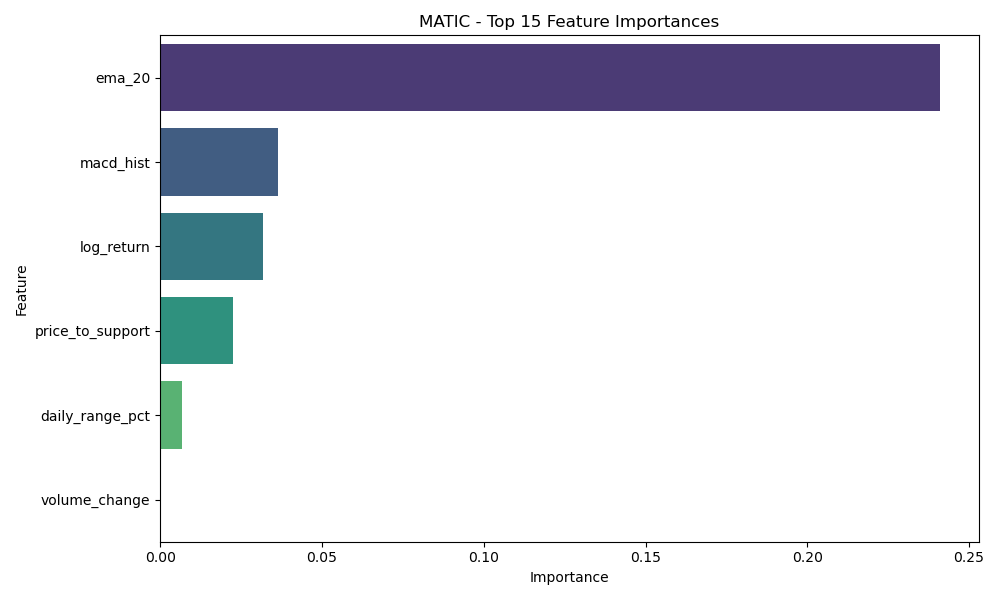 MATIC - Top 15 Feature Importances
ema_20
macd_hist
log_return
price_to_support
daily_range_pct
volume_change
Feature
0.00 0.05 0.10 0.15 0.20 0.25
Importance